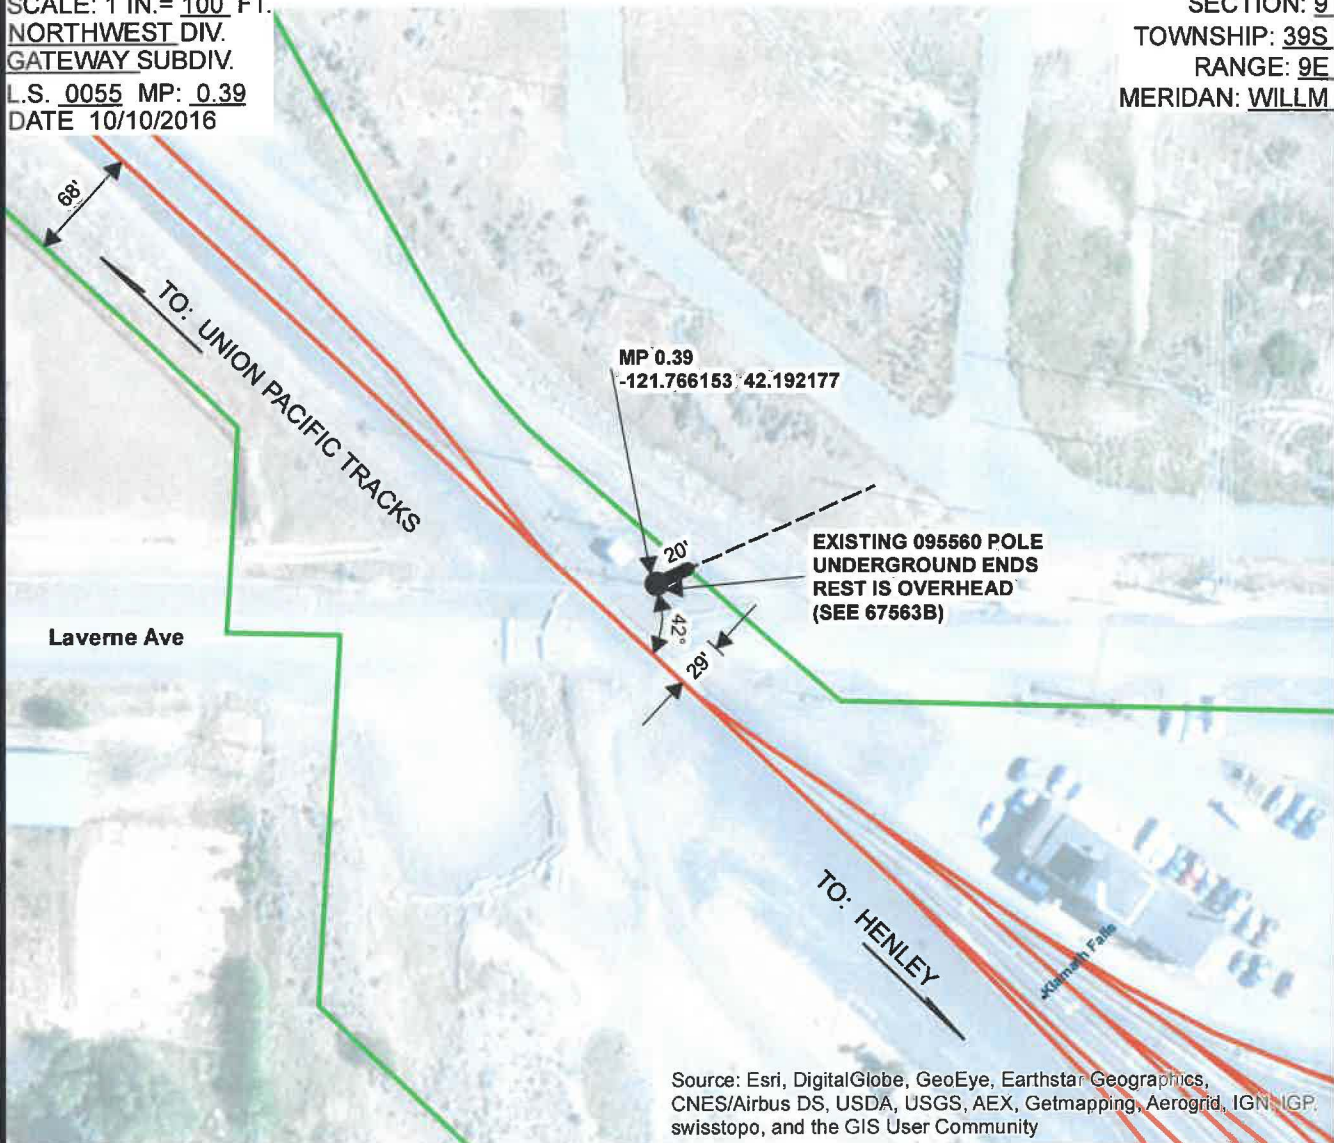 SCALE: 1 IN.= 100 FT.
NORTHWEST DIV.
GATEWAY SUBDIV.
L.S. 0055 MP: 0.39
DATE 10/10/2016
SECTION: 9
TOWNSHIP: 39S
RANGE: 9E
MERIDAN: WILLM
68'
TO: UNION PACIFIC TRACKS
MP 0.39
-121.766153 42.192177
20'
EXISTING 095560 POLE
UNDERGROUND ENDS
REST IS OVERHEAD
(SEE 67563B)
42°
29'
Laverne Ave
TO: HENLEY
Klamath Falls
Source: Esri, DigitalGlobe, GeoEye, Earthstar Geographics,
CNES/Airbus DS, USDA, USGS, AEX, Getmapping, Aerogrid, IGN, IGP,
swisstopo, and the GIS User Community